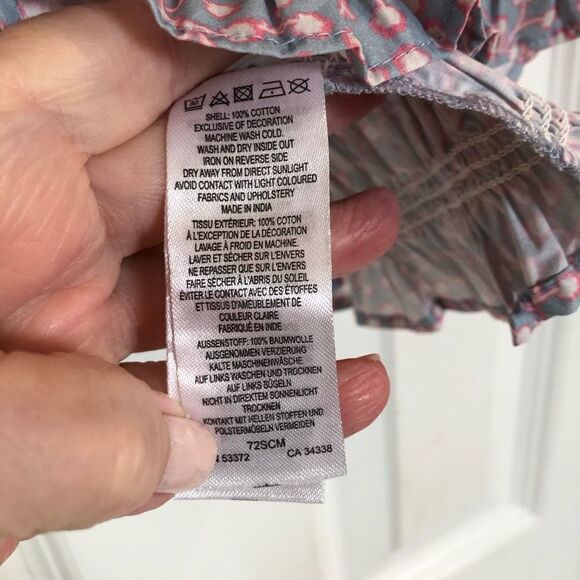 SHELL: 100% COTTON
EXCLUSIVE OF DECORATION
MACHINE WASH COLD.
WASH AND DRY INSIDE OUT
IRON ON REVERSE SIDE
DRY AWAY FROM DIRECT SUNLIGHT
AVOID CONTACT WITH LIGHT COLOURED
FABRICS AND UPHOLSTERY
MADE IN INDIA
TISSU EXTÉRIEUR: 100% COTON
À L'EXCEPTION DE LA DÉCORATION
LAVAGE À FROID EN MACHINE.
LAVER ET SÉCHER SUR L'ENVERS
NE REPASSER QUE SUR L'ENVERS
FAIRE SÉCHER À L'ABRIS DU SOLEIL
ÉVITER LE CONTACT AVEC DES ÉTOFFES
ET TISSUS D'AMEUBLEMENT DE
COULEUR CLAIRE
FABRIQUÉ EN INDE
AUSSENSTOFF: 100% BAUMWOLLE
AUSGENOMMEN VERZIERUNG
KALTE MASCHINENWÄSCHE.
AUF LINKS WASCHEN UND TROCKNEN
AUF LINKS BÜGELN
NICHT IN DIREKTEM SONNENLICHT
TROCKNEN
KONTAKT MIT HELLEN STOFFEN UND
POLSTERMÖBELN VERMEIDEN
72SCM
N 53372 CA 34338